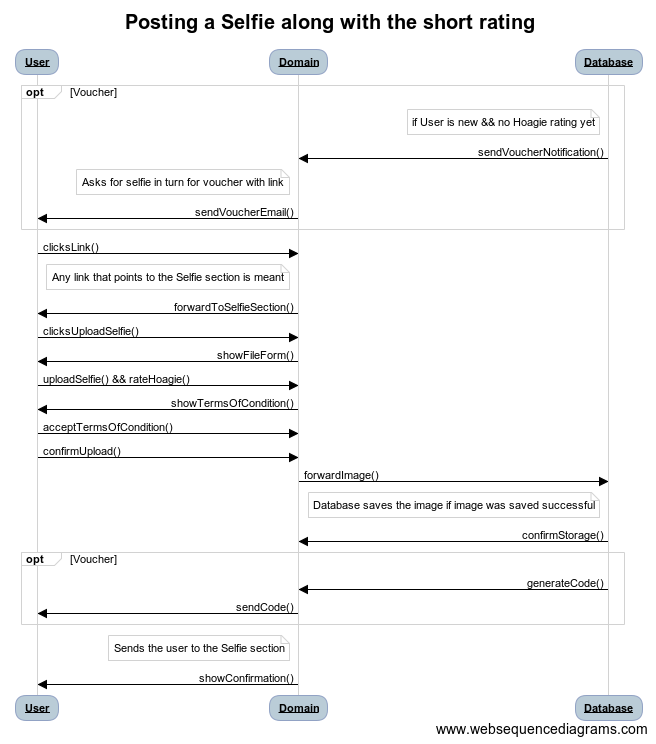 Posting a Selfie along with the short rating
User
Domain
Database
opt
[Voucher]
if User is new && no Hoagie rating yet
sendVoucherNotification()
Asks for selfie in turn for voucher with link
sendVoucherEmail()
clicksLink()
Any link that points to the Selfie section is meant
forwardToSelfieSection()
clicksUploadSelfie()
showFileForm()
uploadSelfie() && rateHoagie()
showTermsOfCondition()
acceptTermsOfCondition()
confirmUpload()
forwardImage()
Database saves the image if image was saved successful
confirmStorage()
opt
[Voucher]
generateCode()
sendCode()
Sends the user to the Selfie section
showConfirmation()
User
Domain
Database
www.websequencediagrams.com